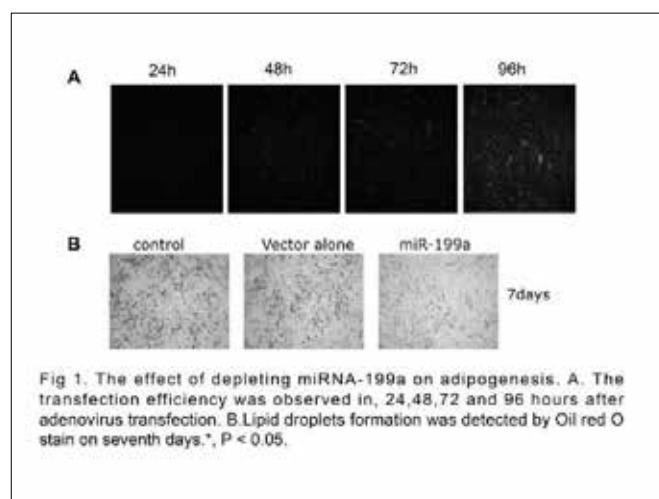 24h 48h 72h 96h
A
control Vector alone miR-199a
B
7days
Fig 1. The effect of depleting miRNA-199a on adipogenesis. A. The
transfection efficiency was observed in, 24,48,72 and 96 hours after
adenovirus transfection. B.Lipid droplets formation was detected by Oil red O
stain on seventh days.*, P < 0.05.